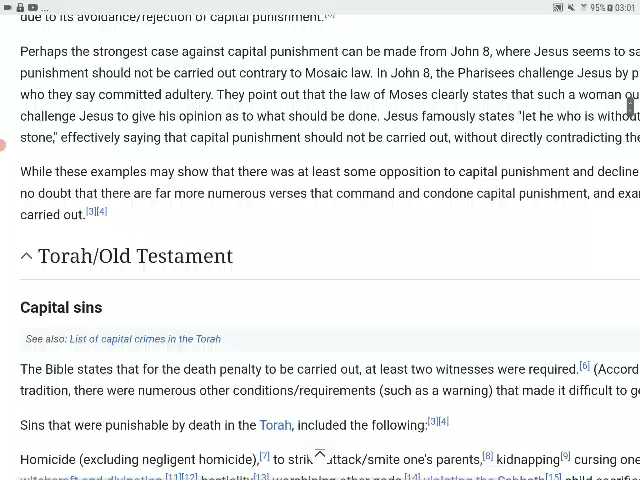 ... 95% 03:01
due to its avoidance/rejection of capital punishment.
Perhaps the strongest case against capital punishment can be made from John 8, where Jesus seems to sa
punishment should not be carried out contrary to Mosaic law. In John 8, the Pharisees challenge Jesus by p
who they say committed adultery. They point out that the law of Moses clearly states that such a woman ou
challenge Jesus to give his opinion as to what should be done. Jesus famously states "let he who is without
stone," effectively saying that capital punishment should not be carried out, without directly contradicting the
While these examples may show that there was at least some opposition to capital punishment and decline
no doubt that there are far more numerous verses that command and condone capital punishment, and exa
carried out.[3][4]
Torah/Old Testament
Capital sins
See also: List of capital crimes in the Torah
The Bible states that for the death penalty to be carried out, at least two witnesses were required.[6] (Accord
tradition, there were numerous other conditions/requirements (such as a warning) that made it difficult to ge
Sins that were punishable by death in the Torah, included the following:[3][4]
Homicide (excluding negligent homicide),[7] to strik attack/smite one's parents,[8] kidnapping[9] cursing one
witchcraft and divination,[11][12] bestiality,[13] worshiping other gods,[14] violating the Sabbath,[15] child sacrific